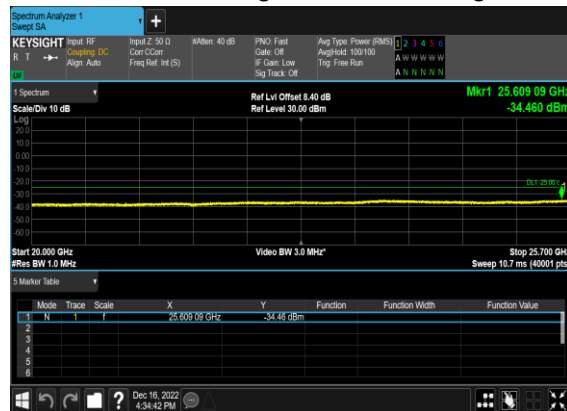 Spectrum Analyzer 1
Swept SA
KEYSIGHT Input: RF Input Z: 50 Ω #Atten: 40 dB PNO: Fast Avg Type: Power (RMS) 1 2 3 4 5 6
R T Coupling: DC Corr CCorr Gate: Off Avg|Hold: 100/100 A W W W W W
Align: Auto Freq Ref: Int (S) IF Gain: Low Trig: Free Run
Sig Track: Off A N N N N N
1 Spectrum Ref Lvl Offset 8.40 dB Mkr1 25.609 09 GHz
Scale/Div 10 dB Ref Level 30.00 dBm -34.460 dBm
Log
20.0
10.0
0.00
-10.0
-20.0
DL1 -25.00
-30.0
-40.0
-50.0
-60.0
Start 20.000 GHz Video BW 3.0 MHz* Stop 25.700 GHz
#Res BW 1.0 MHz Sweep 10.7 ms (40001 pts
5 Marker Table
Mode Trace Scale X Y Function Function Width Function Value
1 N 1 f 25.609 09 GHz -34.46 dBm
2
3
4
5
6
? Dec 16, 2022
4:34:42 PM